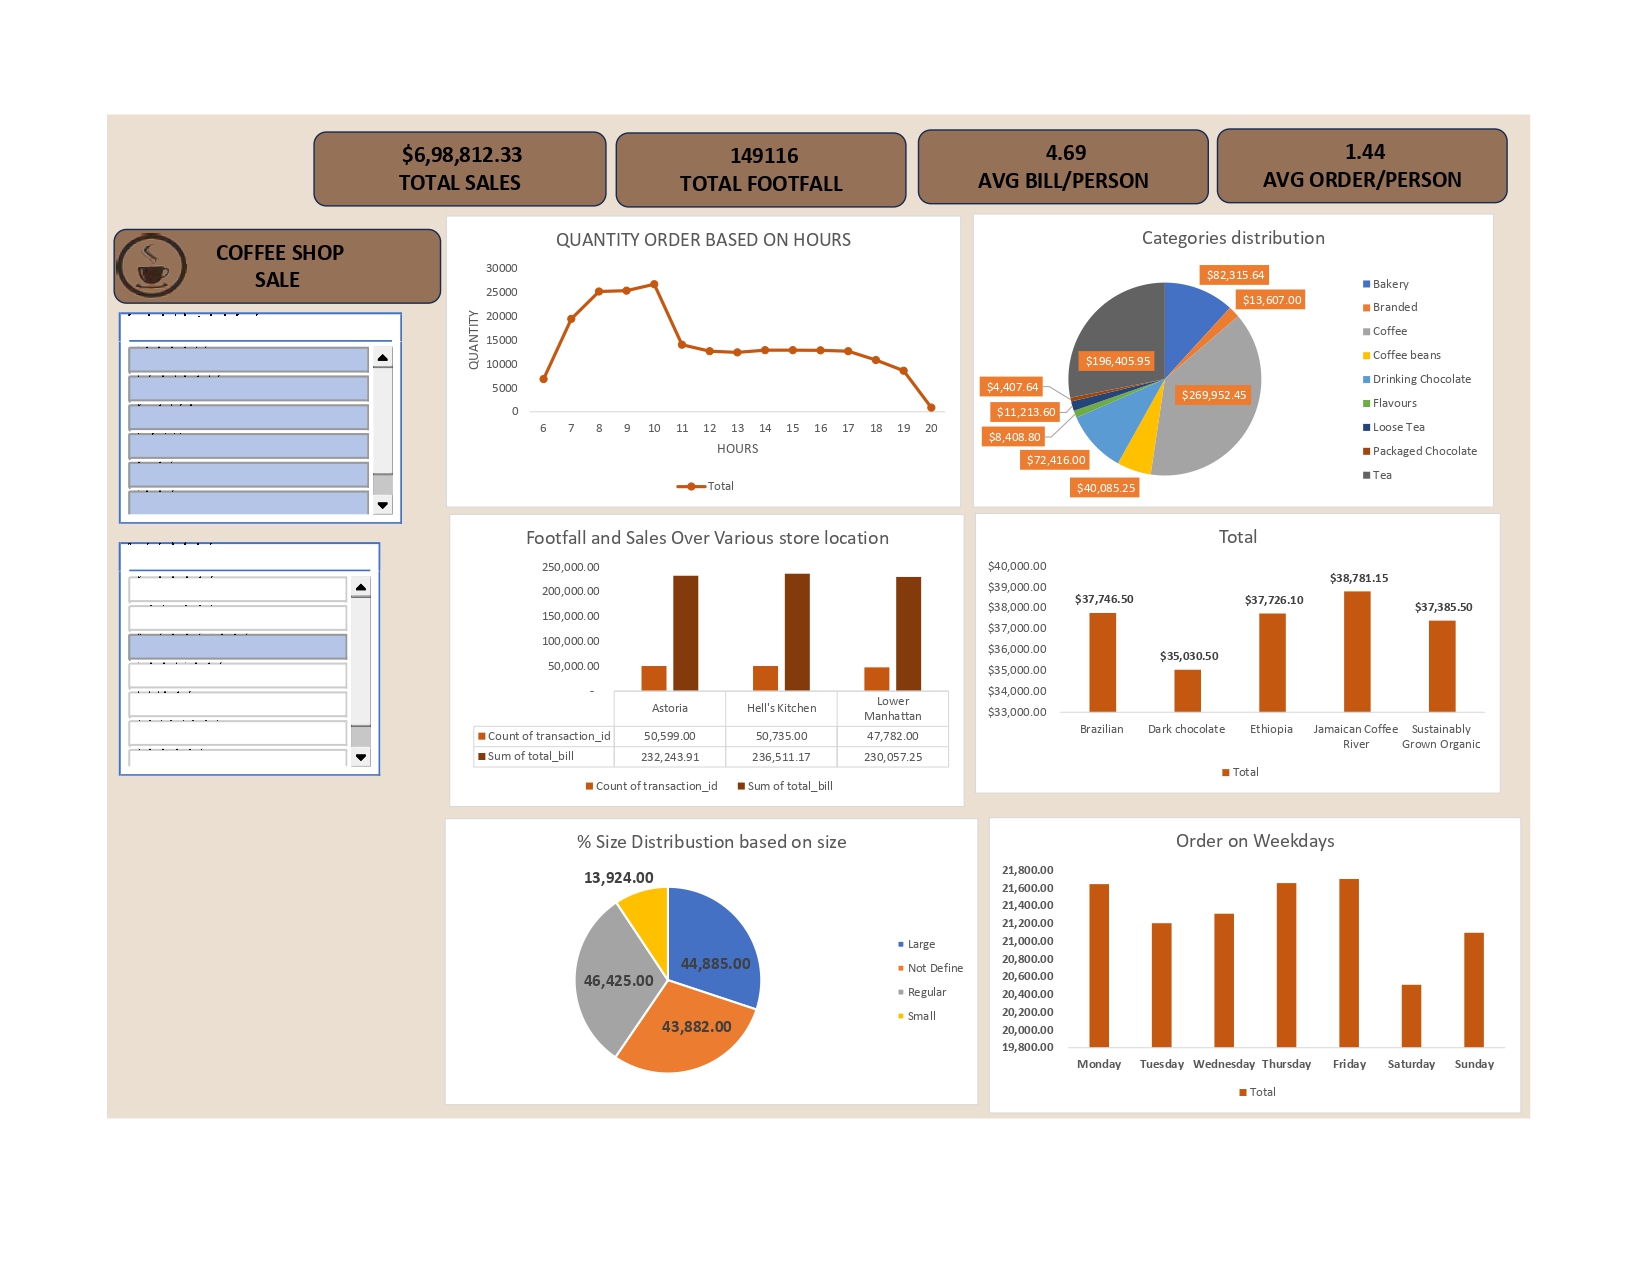 $6,98,812.33
TOTAL SALES
149116
TOTAL FOOTFALL
4.69
AVG BILL/PERSON
1.44
AVG ORDER/PERSON
COFFEE SHOP
SALE
QUANTITY ORDER BASED ON HOURS
30000
25000
20000
15000
10000
5000
0
QUANTITY
6 7 8 9 10 11 12 13 14 15 16 17 18 19 20
HOURS
Total
Categories distribution
$82,315.64
$13,607.00
$196,405.95
$269,952.45
$4,407.64
$11,213.60
$8,408.80
$72,416.00
$40,085.25
Bakery
Branded
Coffee
Coffee beans
Drinking Chocolate
Flavours
Loose Tea
Packaged Chocolate
Tea
Footfall and Sales Over Various store location
250,000.00
200,000.00
150,000.00
100,000.00
50,000.00
-
Astoria Hell's Kitchen Lower
Manhattan
Count of transaction_id 50,599.00 50,735.00 47,782.00
Sum of total_bill 232,243.91 236,511.17 230,057.25
Count of transaction_id Sum of total_bill
Total
$40,000.00
$39,000.00
$38,000.00
$37,000.00
$36,000.00
$35,000.00
$34,000.00
$33,000.00
$37,746.50
$35,030.50
$37,726.10
$38,781.15
$37,385.50
Brazilian Dark chocolate Ethiopia Jamaican Coffee Sustainably
River Grown Organic
Total
% Size Distribustion based on size
13,924.00
44,885.00
46,425.00
43,882.00
Large
Not Define
Regular
Small
Order on Weekdays
21,800.00
21,600.00
21,400.00
21,200.00
21,000.00
20,800.00
20,600.00
20,400.00
20,200.00
20,000.00
19,800.00
Monday Tuesday Wednesday Thursday Friday Saturday Sunday
Total